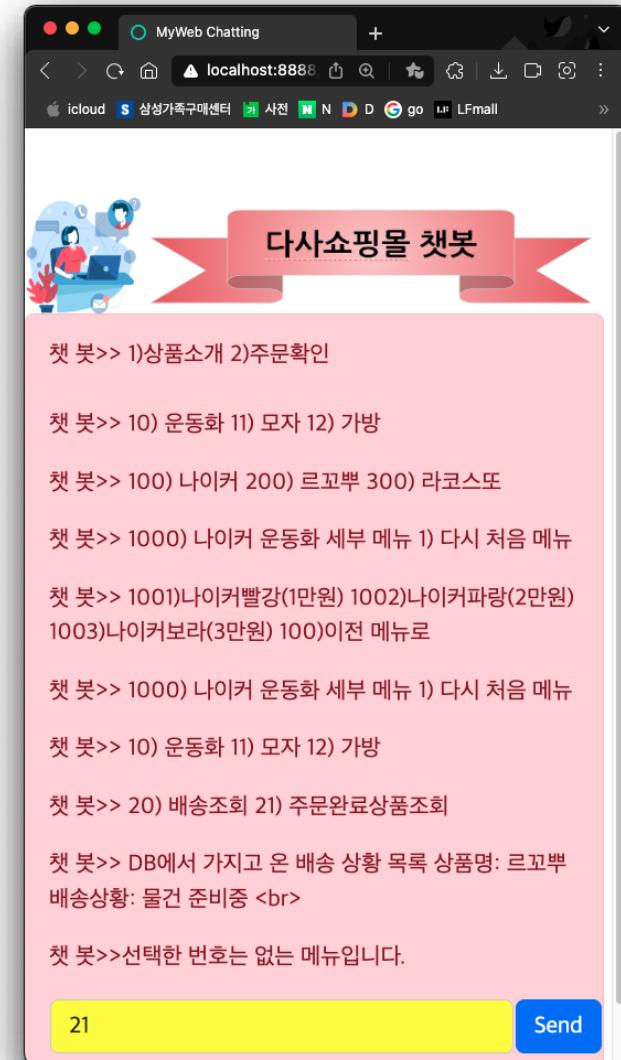 MyWeb Chatting
localhost:8888
icloud S 삼성가족구매센터 가 사전 N N D D G go LF LFmall
다사쇼핑몰 챗봇
챗 봇>> 1)상품소개 2)주문확인
챗 봇>> 10) 운동화 11) 모자 12) 가방
챗 봇>> 100) 나이커 200) 르꼬뿌 300) 라코스또
챗 봇>> 1000) 나이커 운동화 세부 메뉴 1) 다시 처음 메뉴
챗 봇>> 1001)나이커빨강(1만원) 1002)나이커파랑(2만원)
1003)나이커보라(3만원) 100)이전 메뉴로
챗 봇>> 1000) 나이커 운동화 세부 메뉴 1) 다시 처음 메뉴
챗 봇>> 10) 운동화 11) 모자 12) 가방
챗 봇>> 20) 배송조회 21) 주문완료상품조회
챗 봇>> DB에서 가지고 온 배송 상황 목록 상품명: 르꼬뿌
배송상황: 물건 준비중 <br>
챗 봇>>선택한 번호는 없는 메뉴입니다.
21 Send